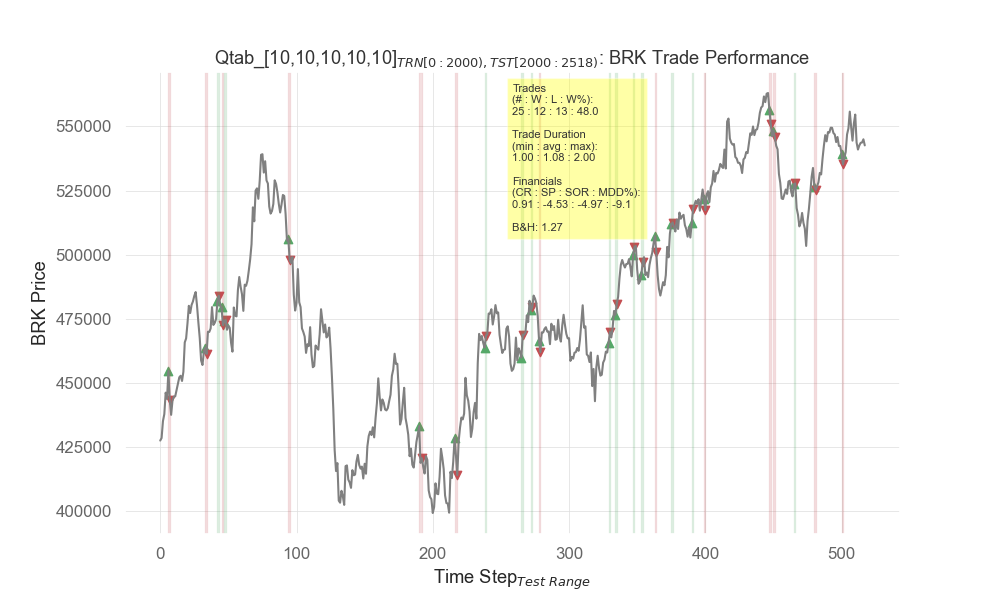 Qtab_[10,10,10,10,10]TRN[0 : 2000), TST[2000 : 2518): BRK Trade Performance
Trades
(# : W : L : W%):
25 : 12 : 13 : 48.0
Trade Duration
(min : avg : max):
1.00 : 1.08 : 2.00
Financials
(CR : SP : SOR : MDD%):
0.91 : -4.53 : -4.97 : -9.1
B&H: 1.27
BRK Price
550000
525000
500000
475000
450000
425000
400000
0 100 200 300 400 500
Time StepTest Range